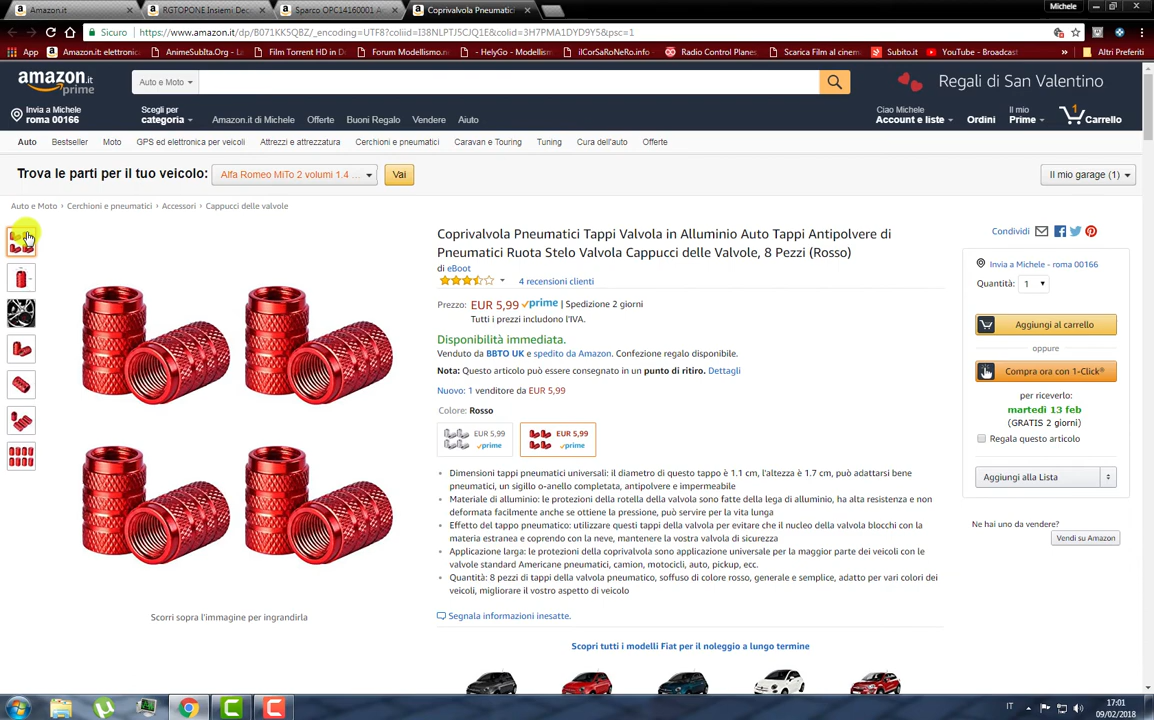 Amazon.it
RGTOPONE Insiemi Dec
Sparco OPC14160001 A
Coprivalvola Pneumatici
Michele
Sicuro
https://www.amazon.it/dp/B071KK5QBZ/_encoding=UTF8?coliid=I38NLPTJ5CJQ1E&colid=3H7PMA1DYD9Y5&psc=1
App
Amazon.it: elettronica
AnimeSubIta.Org - La
Film Torrent HD in D
Forum Modellismo.ne
- HelyGo - Modellism
ilCorSaRoNeRo.info -
Radio Control Planes
Scarica Film al cinem
Subito.it
YouTube - Broadcast
»
Altri Preferiti
amazon.it
prime
Auto e Moto
Regali di San Valentino
Invia a Michele
roma 00166
Scegli per
categoria
Amazon.it di Michele
Offerte
Buoni Regalo
Vendere
Aiuto
Ciao Michele
Account e liste
Ordini
Il mio
Prime
1
Carrello
Auto
Bestseller
Moto
GPS ed elettronica per veicoli
Attrezzi e attrezzatura
Cerchioni e pneumatici
Caravan e Touring
Tuning
Cura dell'auto
Offerte
Trova le parti per il tuo veicolo:
Alfa Romeo MiTo 2 volumi 1.4 ...
Vai
Il mio garage (1)
Auto e Moto › Cerchioni e pneumatici › Accessori › Cappucci delle valvole
Coprivalvola Pneumatici Tappi Valvola in Alluminio Auto Tappi Antipolvere di
Pneumatici Ruota Stelo Valvola Cappucci delle Valvole, 8 Pezzi (Rosso)
di eBoot
4 recensioni clienti
Prezzo: EUR 5,99 prime | Spedizione 2 giorni
Tutti i prezzi includono l'IVA.
Disponibilità immediata.
Venduto da BBTO UK e spedito da Amazon. Confezione regalo disponibile.
Nota: Questo articolo può essere consegnato in un punto di ritiro. Dettagli
Nuovo: 1 venditore da EUR 5,99
Colore: Rosso
EUR 5,99
prime
EUR 5,99
prime
• Dimensioni tappi pneumatici universali: il diametro di questo tappo è 1.1 cm, l'altezza è 1.7 cm, può adattarsi bene
pneumatici, un sigillo o-anello completata, antipolvere e impermeabile
• Materiale di alluminio: le protezioni della rotella della valvola sono fatte della lega di alluminio, ha alta resistenza e non
deformata facilmente anche se ottiene la pressione, può servire per la vita lunga
• Effetto del tappo pneumatico: utilizzare questi tappi della valvola per evitare che il nucleo della valvola blocchi con la
materia estranea e coprendo con la neve, mantenere la vostra valvola di sicurezza
• Applicazione larga: le protezioni della coprivalvola sono applicazione universale per la maggior parte dei veicoli con le
valvole standard Americane pneumatici, camion, motocicli, auto, pickup, ecc.
• Quantità: 8 pezzi di tappi della valvola pneumatico, soffuso di colore rosso, generale e semplice, adatto per vari colori dei
veicoli, migliorare il vostro aspetto di veicolo
Segnala informazioni inesatte.
Scopri tutti i modelli Fiat per il noleggio a lungo termine
Scorri sopra l'immagine per ingrandirla
Condividi
Invia a Michele - roma 00166
Quantità: 1
Aggiungi al carrello
oppure
Compra ora con 1-Click®
per riceverlo:
martedì 13 feb
(GRATIS 2 giorni)
Regala questo articolo
Aggiungi alla Lista
Ne hai uno da vendere?
Vendi su Amazon
IT
17:01
09/02/2018